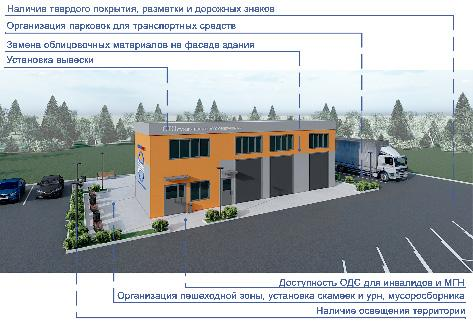 Наличие твердого покрытия, разметки и дорожных знаков
Организация парковок для транспортных средств
Замена облицовочных материалов на фасаде здания
Установка вывески
Доступность ОДС для инвалидов и МГН
Организация пешеходной зоны, установка скамеек и урн, мусоросборника
Наличие освещения территории